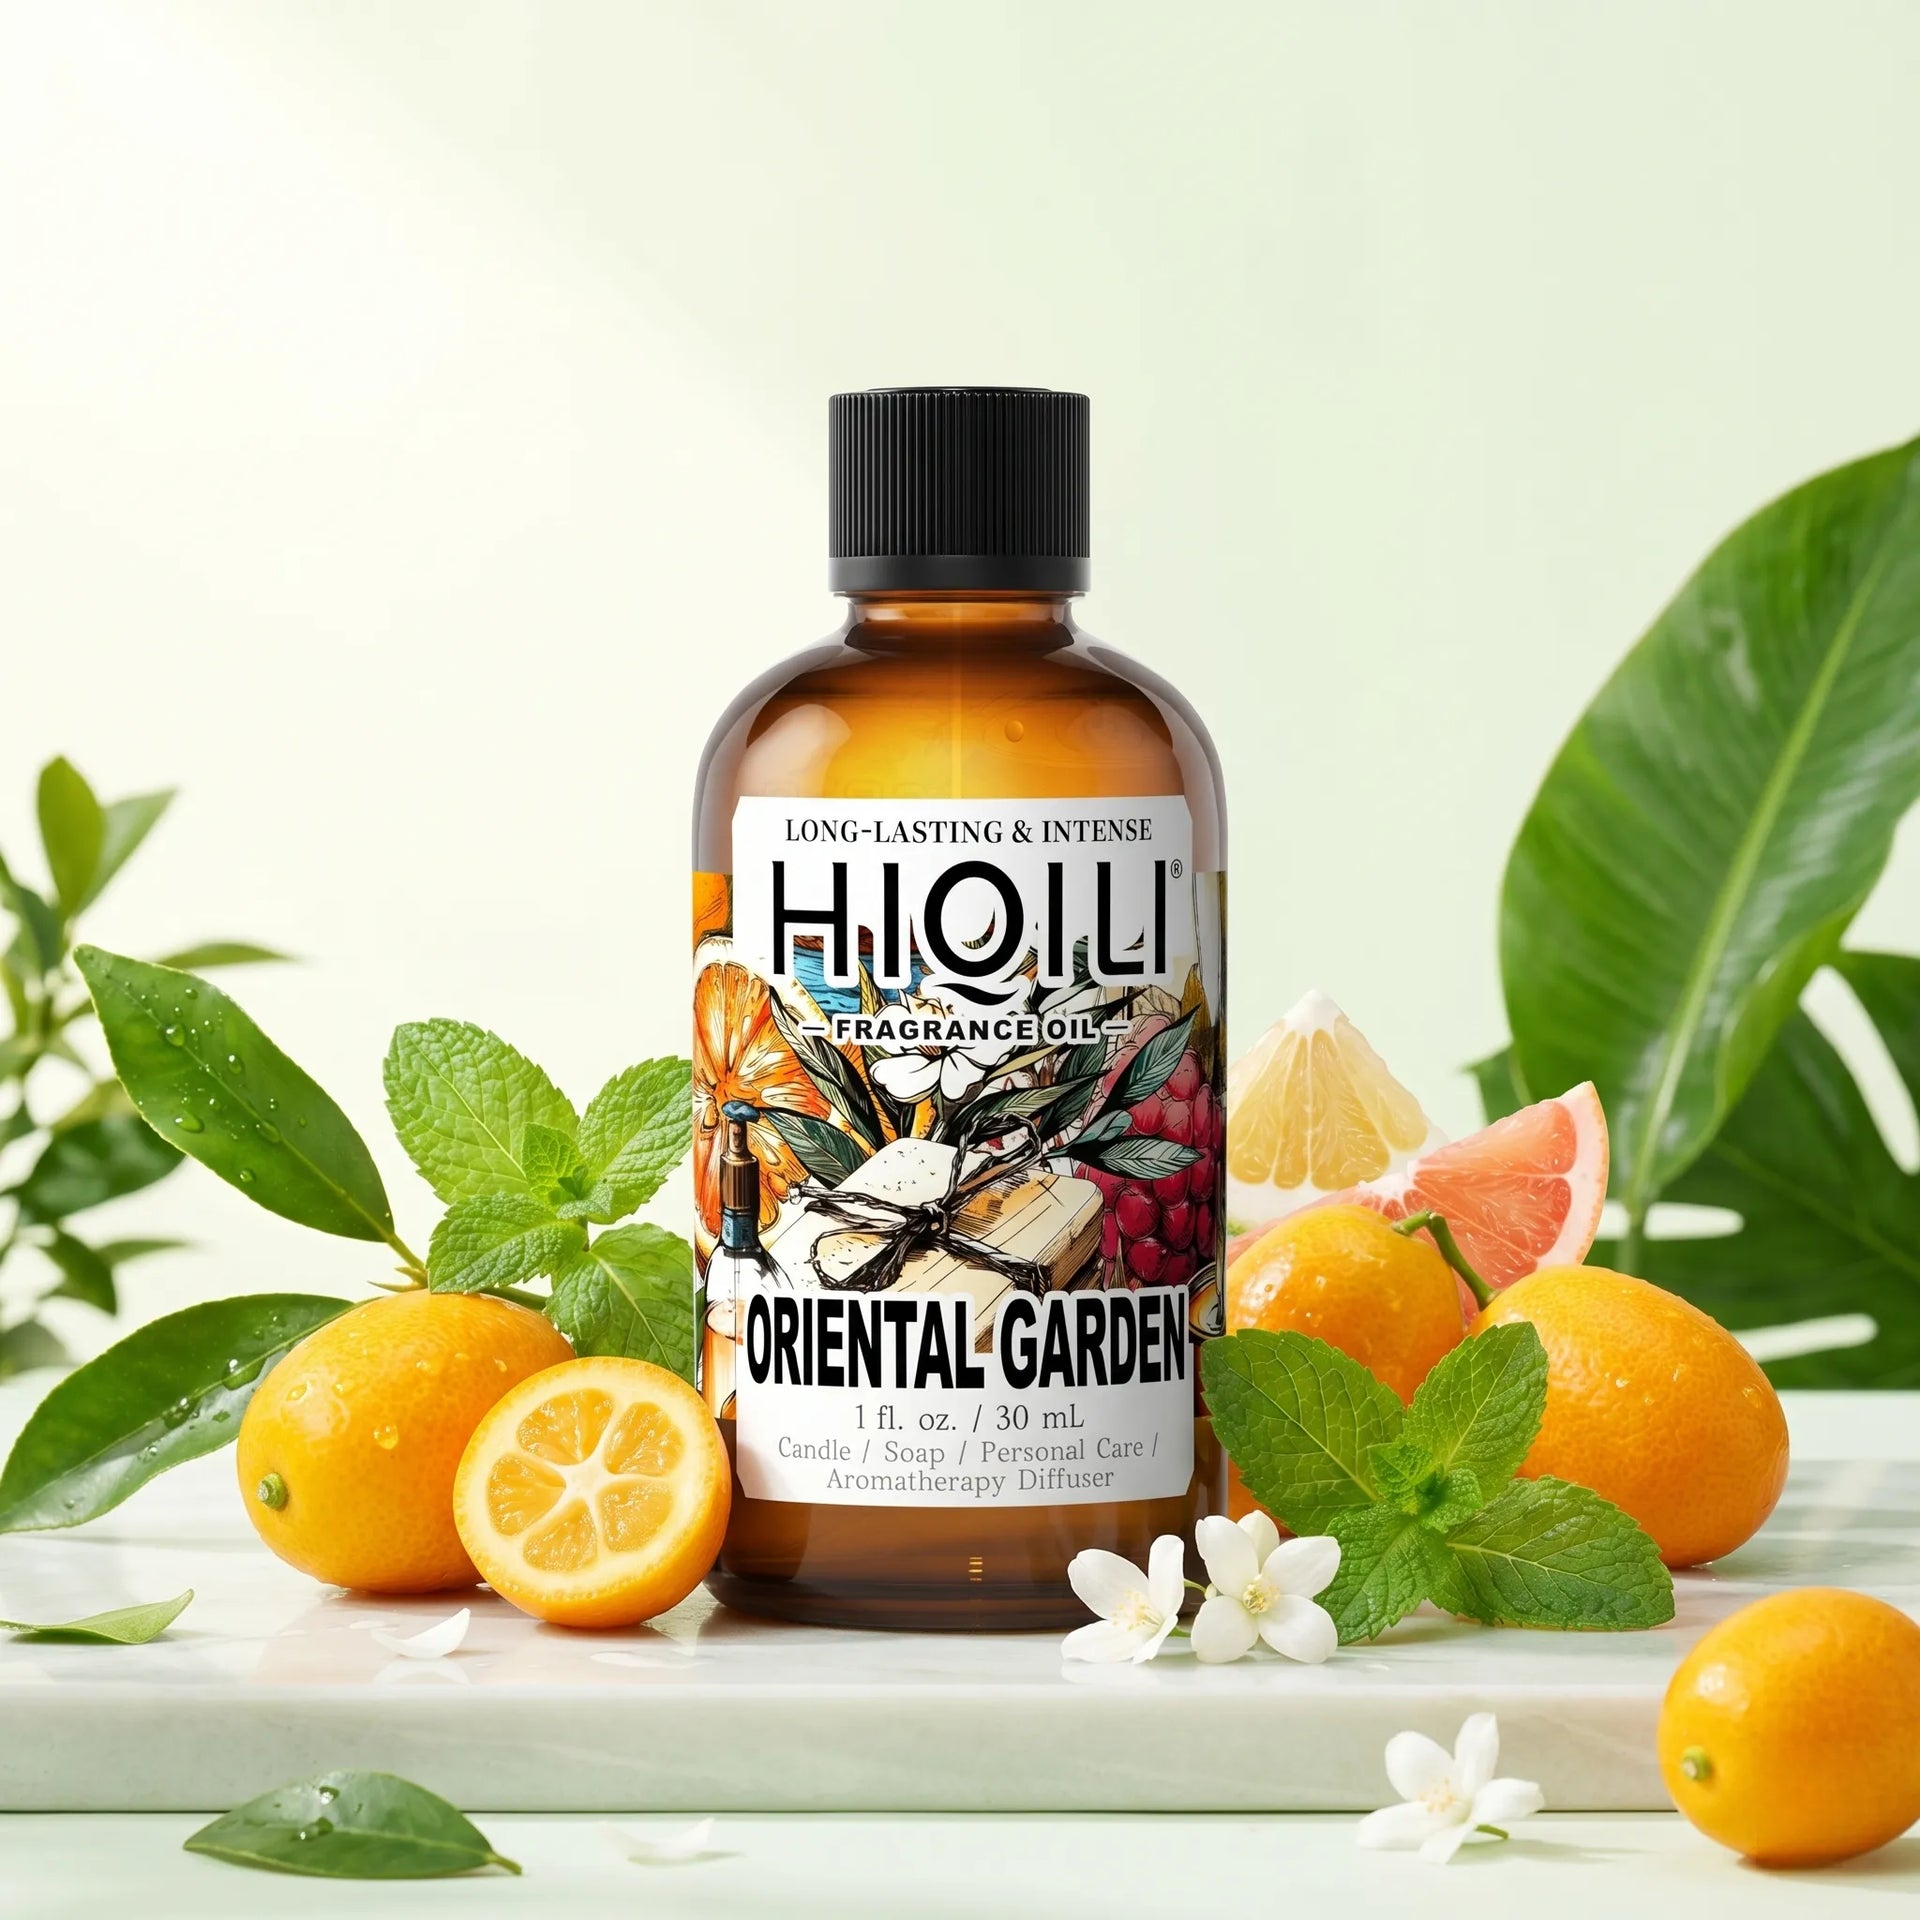 LONG-LASTING & INTENSE
HIQILI®
FRAGRANCE OIL
ORIENTAL GARDEN
1 fl. oz. / 30 mL
Candle / Soap / Personal Care /
Aromatherapy Diffuser